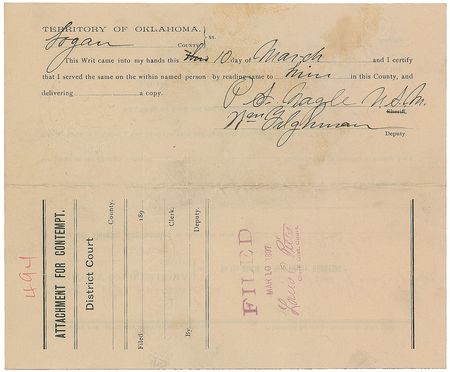 TERRITORY OF OKLAHOMA, } ss.
Logan COUNTY.
This Writ came into my hands this 10 day of March and I certify
that I served the same on the within named person by reading same to him in this County, and
delivering a copy.
P. S. Nagle U.S.M.
Sheriff.
Wm Tilghman
Deputy.
494
ATTACHMENT FOR CONTEMPT.
District Court
County.
Filed 189
Clerk.
By Deputy.
FILED
MAR 10 1897